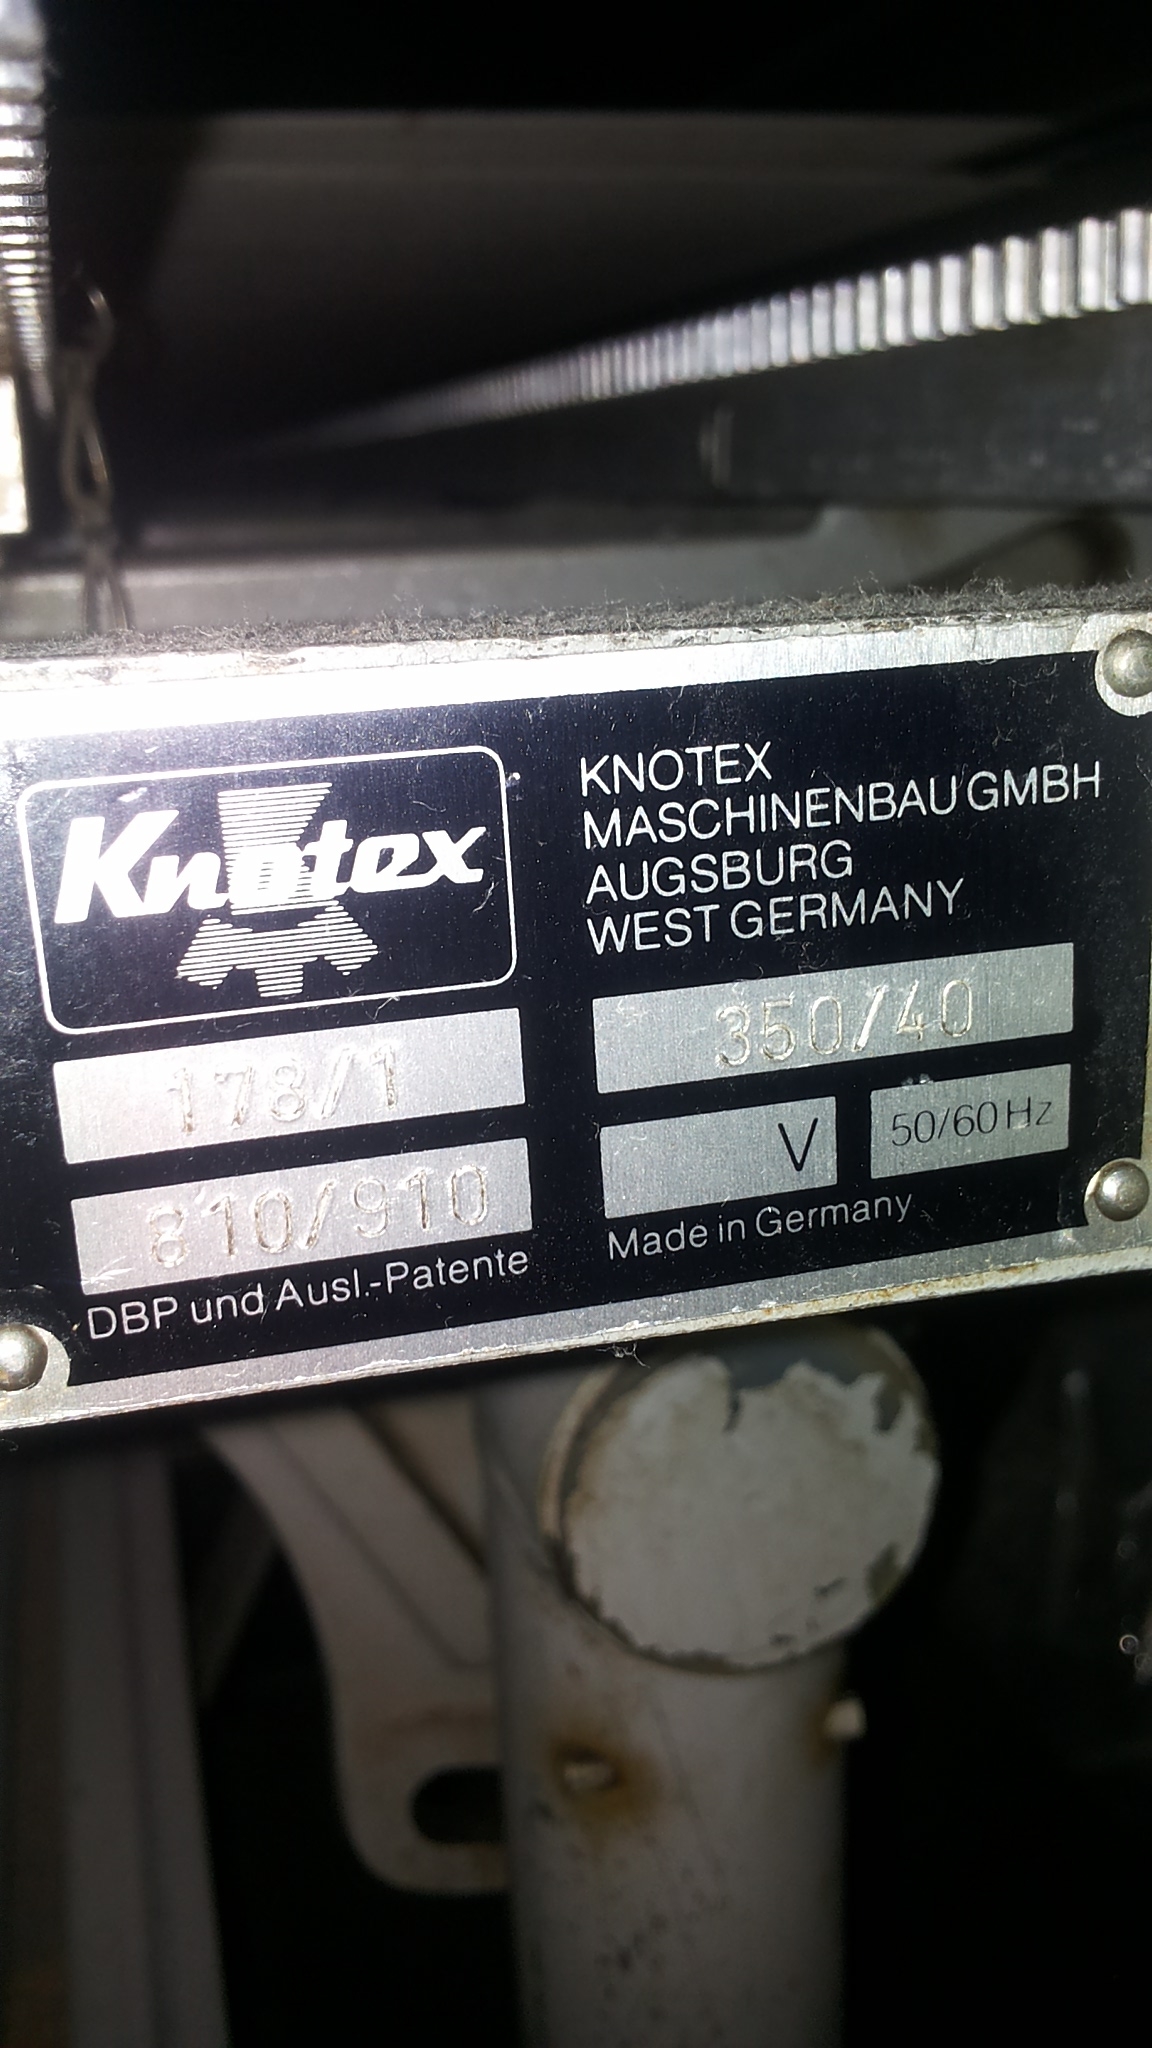 Knotex
KNOTEX
MASCHINENBAU GMBH
AUGSBURG
WEST GERMANY
178/1
350/40
810/910
V
50/60 Hz
DBP und Ausl.-Patente
Made in Germany